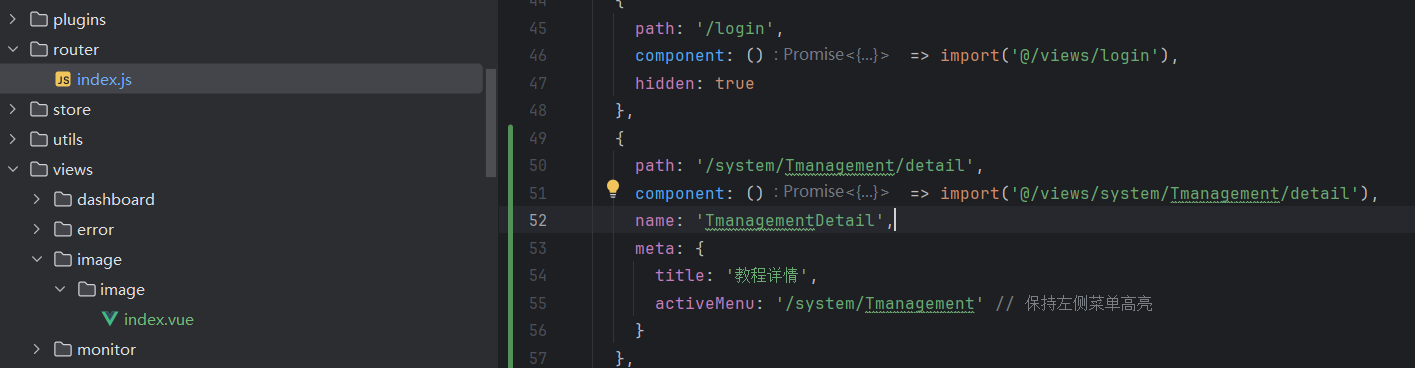 plugins
router
JS index.js
store
utils
views
dashboard
error
image
image
index.vue
monitor
44 {
45 path: '/login',
46 component: () : Promise<{...}> => import('@/views/login'),
47 hidden: true
48 },
49 {
50 path: '/system/Tmanagement/detail',
51 component: () : Promise<{...}> => import('@/views/system/Tmanagement/detail'),
52 name: 'TmanagementDetail',
53 meta: {
54 title: '教程详情',
55 activeMenu: '/system/Tmanagement' // 保持左侧菜单高亮
56 }
57 },